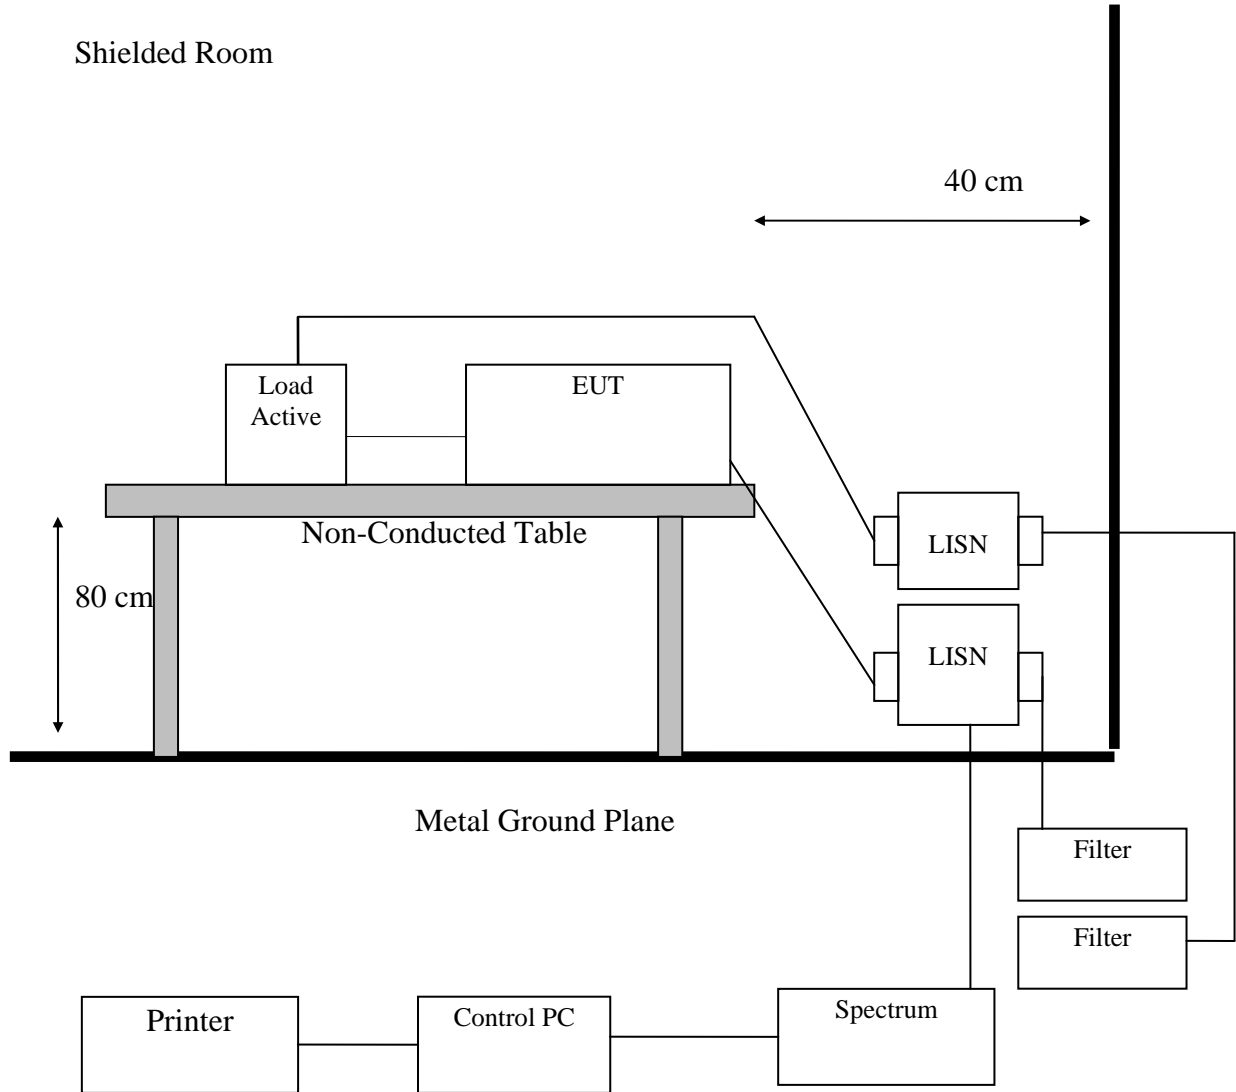 Shielded Room
40 cm
Load
Active
EUT
Non-Conducted Table
LISN
80 cm
LISN
Metal Ground Plane
Filter
Filter
Printer
Control PC
Spectrum